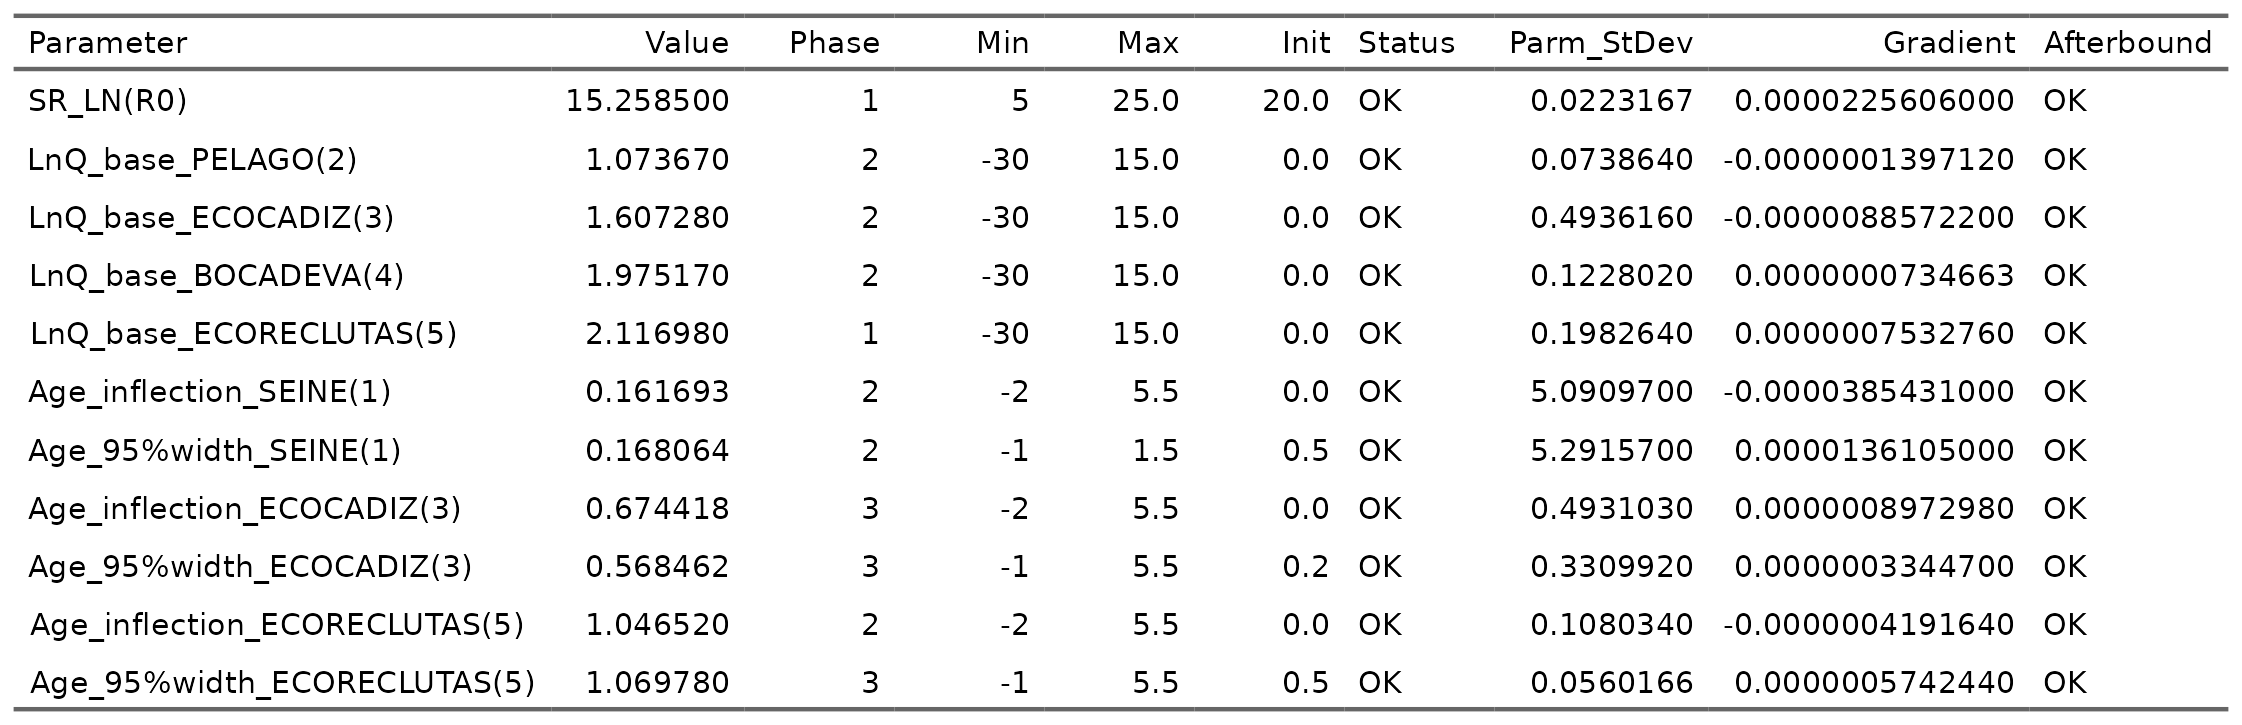 Parameter Value Phase Min Max Init Status Parm_StDev Gradient Afterbound
SR_LN(R0) 15.258500 1 5 25.0 20.0 OK 0.0223167 0.0000225606000 OK
LnQ_base_PELAGO(2) 1.073670 2 -30 15.0 0.0 OK 0.0738640 -0.0000001397120 OK
LnQ_base_ECOCADIZ(3) 1.607280 2 -30 15.0 0.0 OK 0.4936160 -0.0000088572200 OK
LnQ_base_BOCADEVA(4) 1.975170 2 -30 15.0 0.0 OK 0.1228020 0.0000000734663 OK
LnQ_base_ECORECLUTAS(5) 2.116980 1 -30 15.0 0.0 OK 0.1982640 0.0000007532760 OK
Age_inflection_SEINE(1) 0.161693 2 -2 5.5 0.0 OK 5.0909700 -0.0000385431000 OK
Age_95%width_SEINE(1) 0.168064 2 -1 1.5 0.5 OK 5.2915700 0.0000136105000 OK
Age_inflection_ECOCADIZ(3) 0.674418 3 -2 5.5 0.0 OK 0.4931030 0.0000008972980 OK
Age_95%width_ECOCADIZ(3) 0.568462 3 -1 5.5 0.2 OK 0.3309920 0.0000003344700 OK
Age_inflection_ECORECLUTAS(5) 1.046520 2 -2 5.5 0.0 OK 0.1080340 -0.0000004191640 OK
Age_95%width_ECORECLUTAS(5) 1.069780 3 -1 5.5 0.5 OK 0.0560166 0.0000005742440 OK